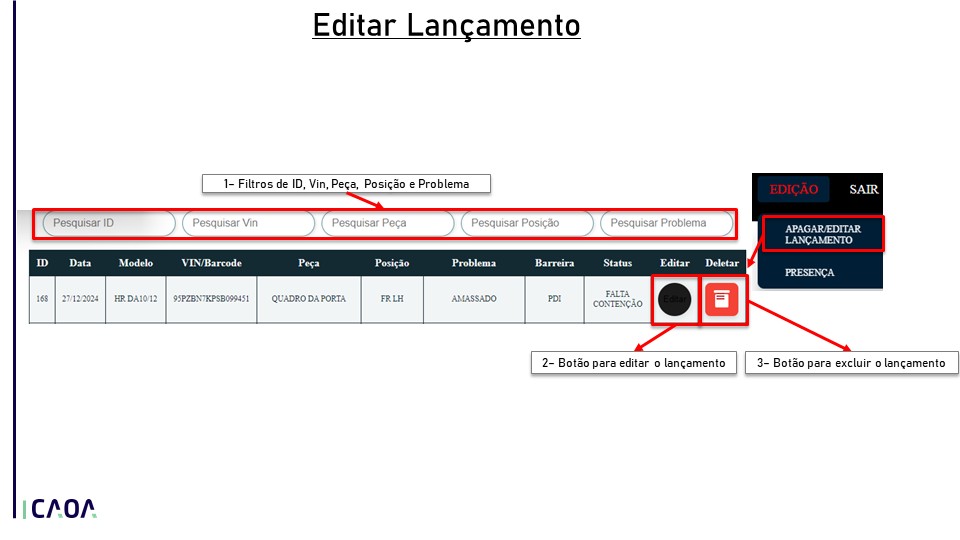 Editar Lançamento
1– Filtros de ID, Vin, Peça, Posição e Problema
EDIÇÃO SAIR
Pesquisar ID Pesquisar Vin Pesquisar Peça Pesquisar Posição Pesquisar Problema
APAGAR/EDITAR
LANÇAMENTO
PRESENÇA
ID Data Modelo VIN/Barcode Peça Posição Problema Barreira Status Editar Deletar
168 27/12/2024 HR DA10/12 95PZBN7KPSB099451 QUADRO DA PORTA FR LH AMASSADO PDI FALTA CONTENÇÃO Editar
2– Botão para editar o lançamento
3– Botão para excluir o lançamento
CAOA